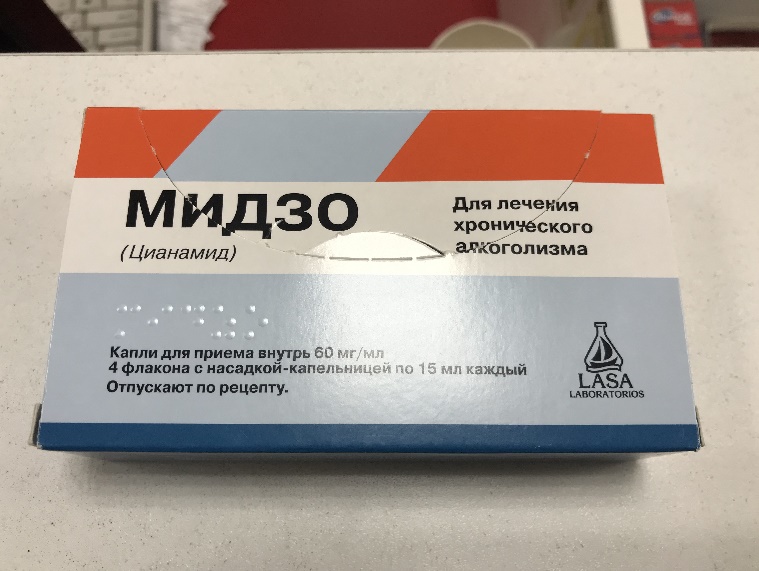 МИДЗО
(Цианамид)
Для лечения
хронического
алкоголизма
Капли для приема внутрь 60 мг/мл
4 флакона с насадкой-капельницей по 15 мл каждый
Отпускают по рецепту.
LASA
LABORATORIOS